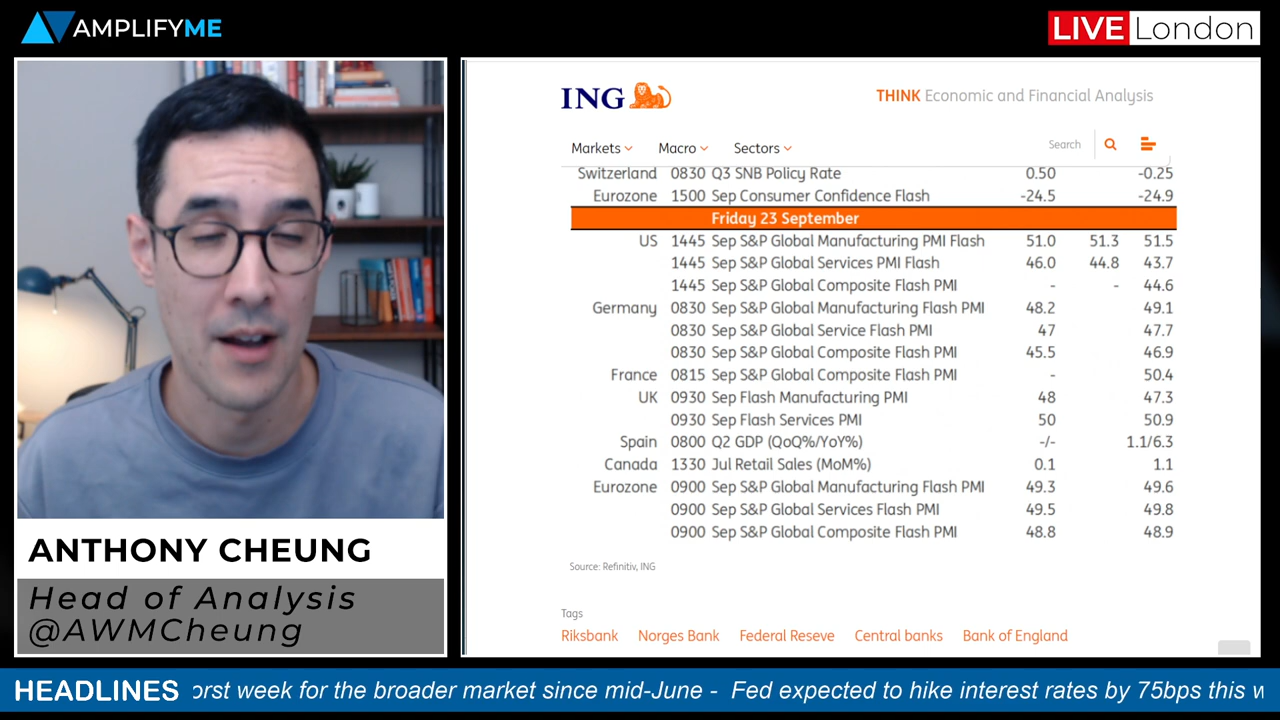 AMPLIFYME
LIVE London
ING
THINK Economic and Financial Analysis
Markets Macro Sectors
Search
Switzerland 0830 Q3 SNB Policy Rate 0.50 -0.25
Eurozone 1500 Sep Consumer Confidence Flash -24.5 -24.9
Friday 23 September
US 1445 Sep S&P Global Manufacturing PMI Flash 51.0 51.3 51.5
1445 Sep S&P Global Services PMI Flash 46.0 44.8 43.7
1445 Sep S&P Global Composite Flash PMI - - 44.6
Germany 0830 Sep S&P Global Manufacturing Flash PMI 48.2 49.1
0830 Sep S&P Global Service Flash PMI 47 47.7
0830 Sep S&P Global Composite Flash PMI 45.5 46.9
France 0815 Sep S&P Global Composite Flash PMI - 50.4
UK 0930 Sep Flash Manufacturing PMI 48 47.3
0930 Sep Flash Services PMI 50 50.9
Spain 0800 Q2 GDP (QoQ%/YoY%) -/- 1.1/6.3
Canada 1330 Jul Retail Sales (MoM%) 0.1 1.1
Eurozone 0900 Sep S&P Global Manufacturing Flash PMI 49.3 49.6
0900 Sep S&P Global Services Flash PMI 49.5 49.8
0900 Sep S&P Global Composite Flash PMI 48.8 48.9
Source: Refinitiv, ING
Tags
Riksbank Norges Bank Federal Reseve Central banks Bank of England
ANTHONY CHEUNG
Head of Analysis
@AWMCheung
HEADLINES orst week for the broader market since mid-June - Fed expected to hike interest rates by 75bps this w